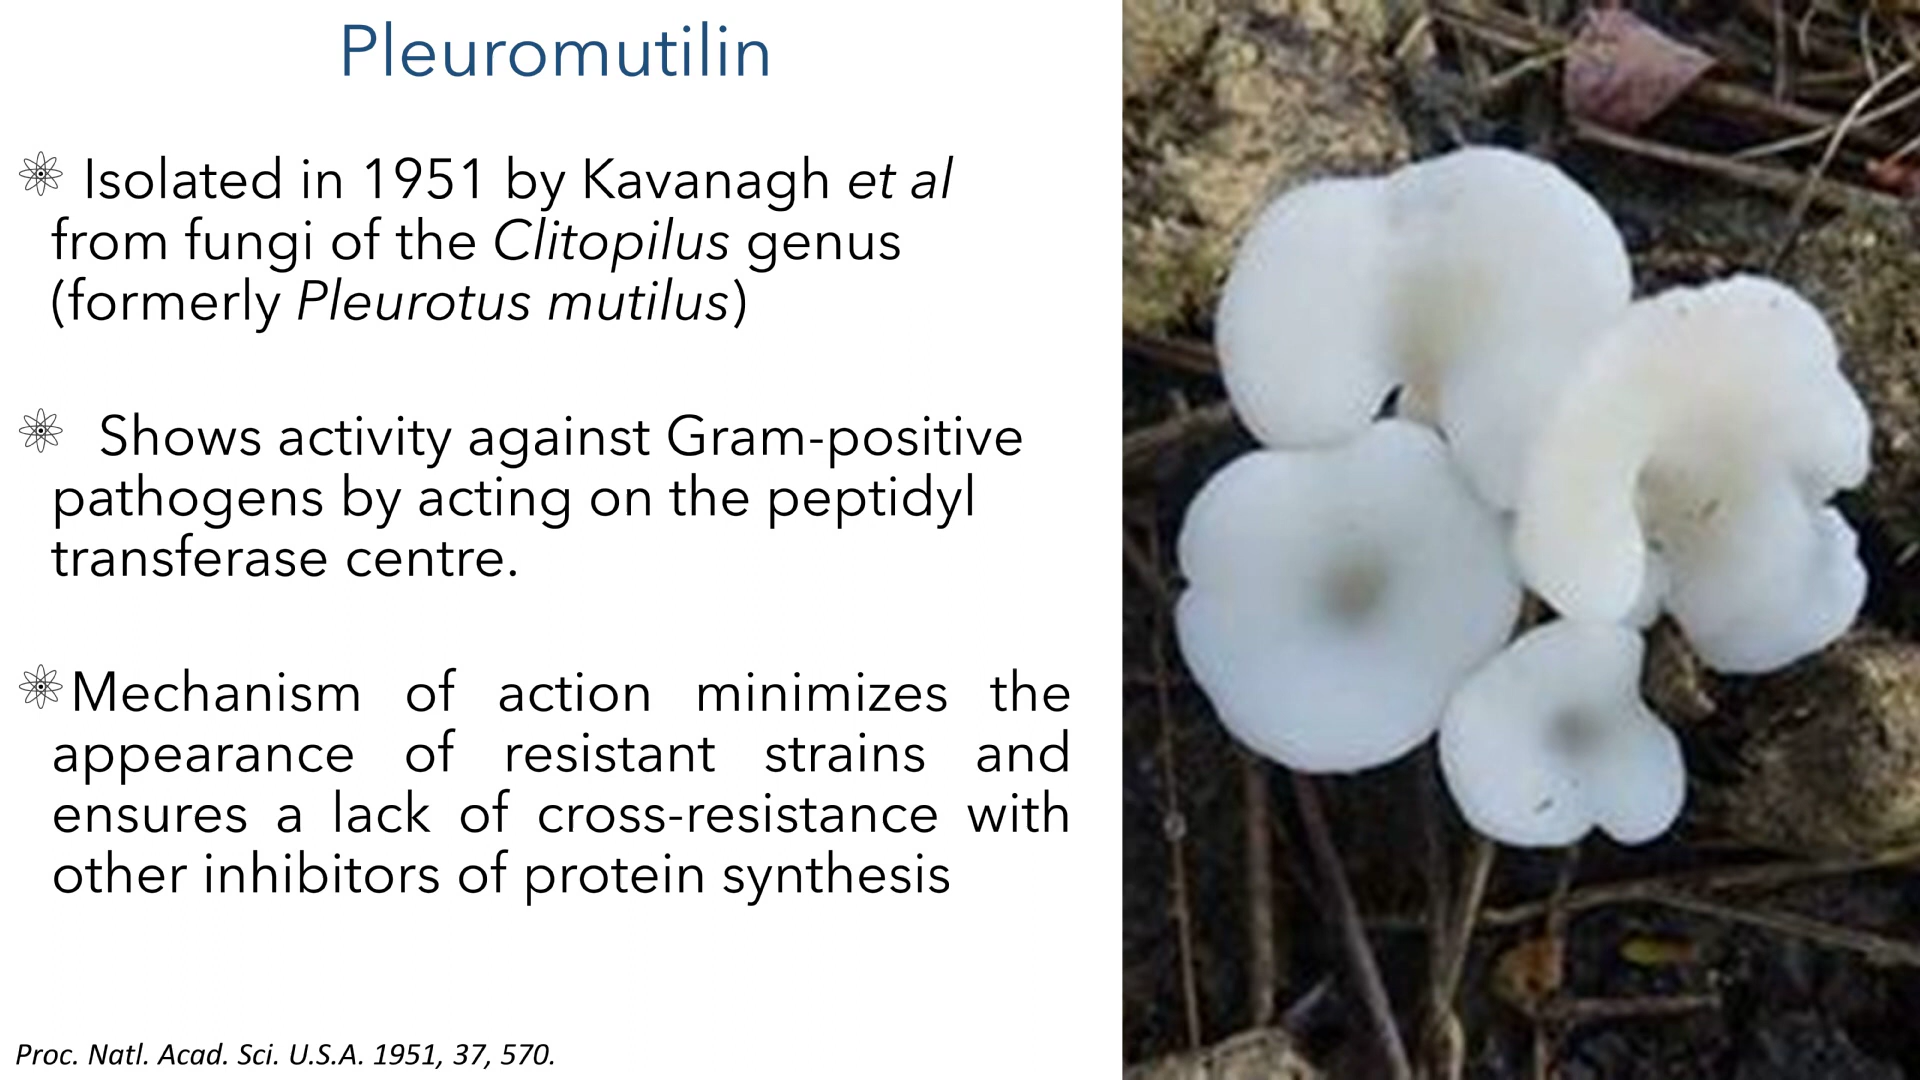 Pleuromutilin
Isolated in 1951 by Kavanagh et al
from fungi of the Clitopilus genus
(formerly Pleurotus mutilus)
Shows activity against Gram-positive
pathogens by acting on the peptidyl
transferase centre.
Mechanism of action minimizes the
appearance of resistant strains and
ensures a lack of cross-resistance with
other inhibitors of protein synthesis
Proc. Natl. Acad. Sci. U.S.A. 1951, 37, 570.